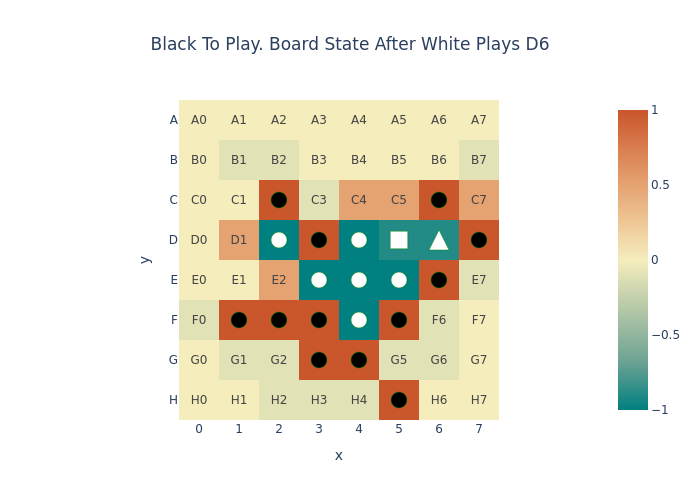 Black To Play. Board State After White Plays D6
A A0 A1 A2 A3 A4 A5 A6 A7
B B0 B1 B2 B3 B4 B5 B6 B7
C C0 C1 C3 C4 C5 C7
D D0 D1
E E0 E1 E2 E7
F F0 F6 F7
G G0 G1 G2 G5 G6 G7
H H0 H1 H2 H3 H4 H6 H7
0 1 2 3 4 5 6 7
x
y
1
0.5
0
−0.5
−1